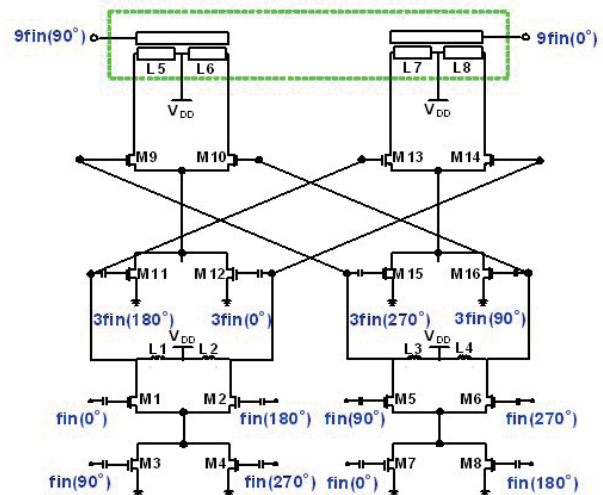 9fin(90°) 9fin(0°)
L5 L6 L7 L8
VDD VDD
M9 M10 M13 M14
M11 M12 M15 M16
3fin(180°) 3fin(0°) 3fin(270°) 3fin(90°)
VDD VDD
L1 L2 L3 L4
M1 M2 M5 M6
fin(0°) fin(180°) fin(90°) fin(270°)
M3 M4 M7 M8
fin(90°) fin(270°) fin(0°) fin(180°)